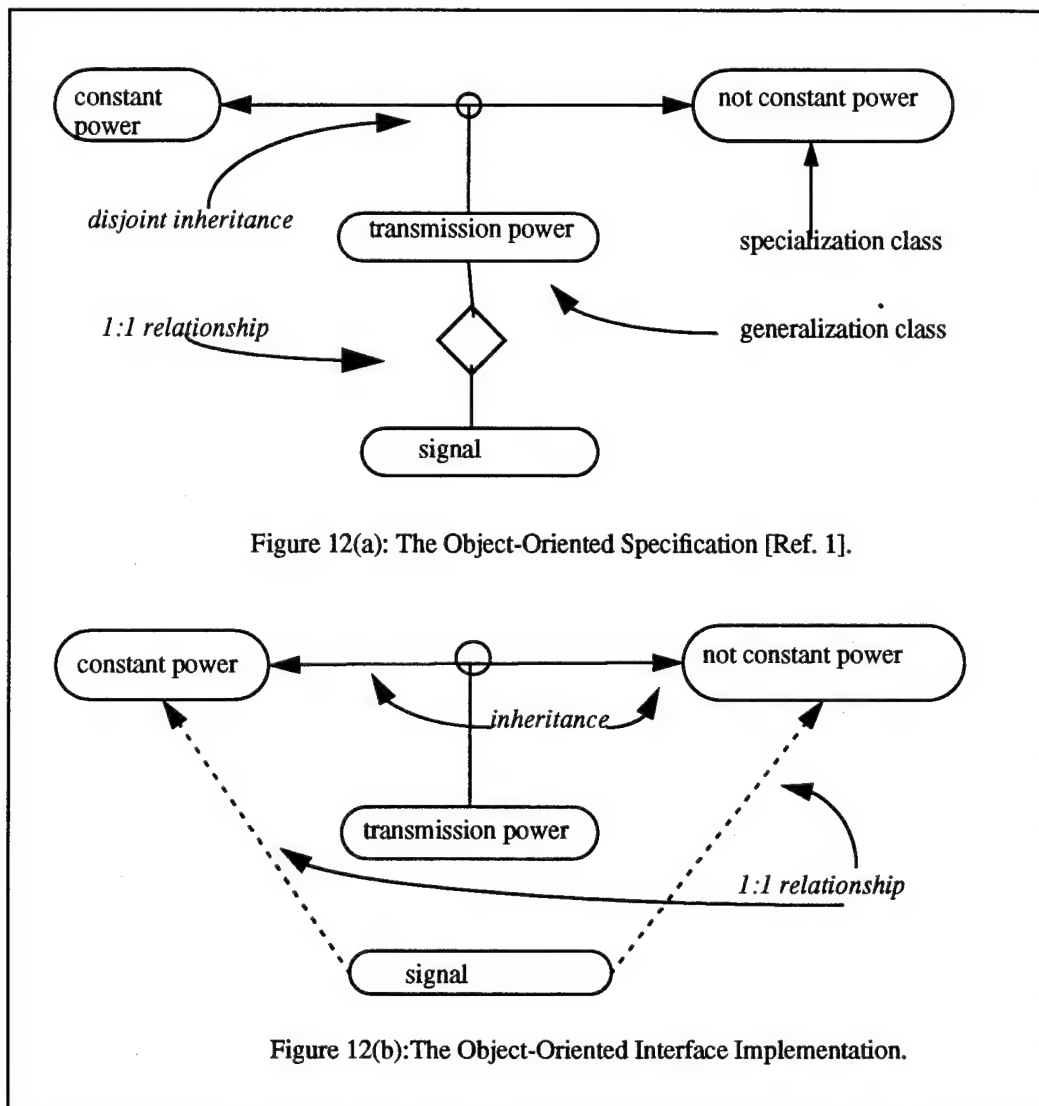 constant
power
not constant power
disjoint inheritance
transmission power
specialization class
1:1 relationship
generalization class
signal
Figure 12(a): The Object-Oriented Specification [Ref. 1].
constant power
not constant power
inheritance
transmission power
1:1 relationship
signal
Figure 12(b):The Object-Oriented Interface Implementation.